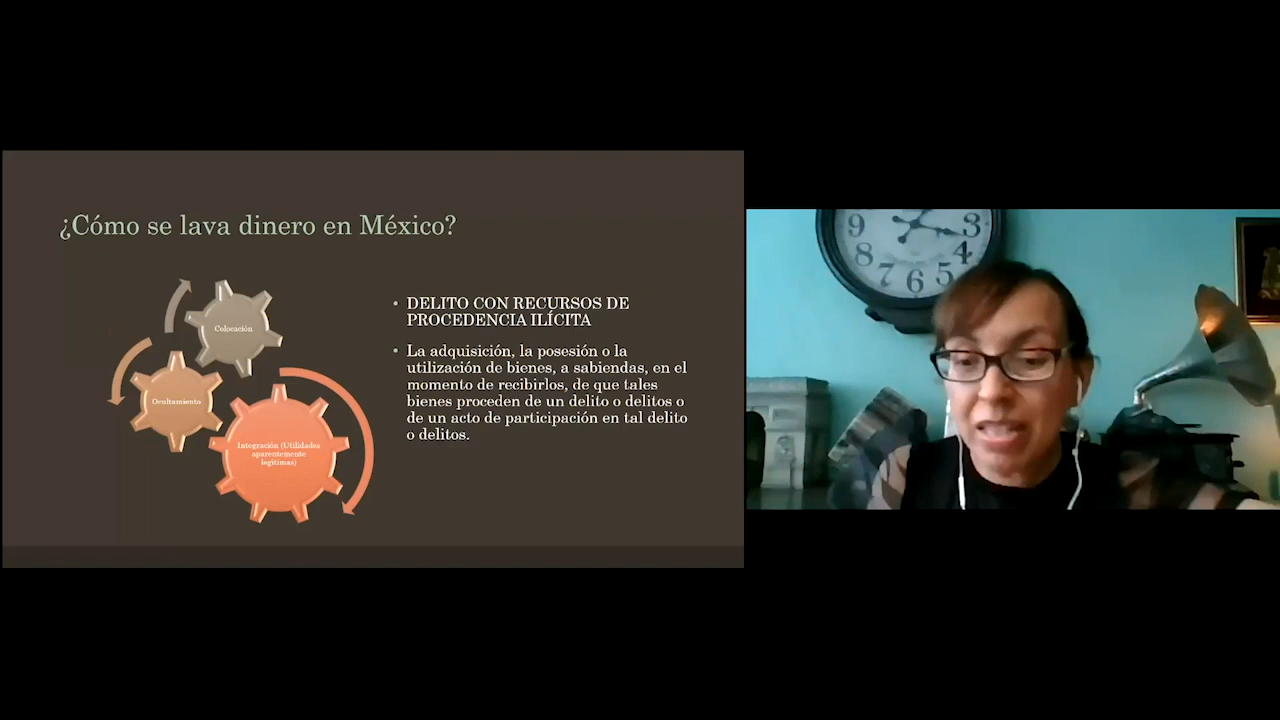 ¿Cómo se lava dinero en México?
Colocación
Ocultamiento
Integración (Utilidades
aparentemente
legítimas)
• DELITO CON RECURSOS DE
PROCEDENCIA ILÍCITA
• La adquisición, la posesión o la
utilización de bienes, a sabiendas, en el
momento de recibirlos, de que tales
bienes proceden de un delito o delitos o
de un acto de participación en tal delito
o delitos.
9 3
8 4
7 6 5